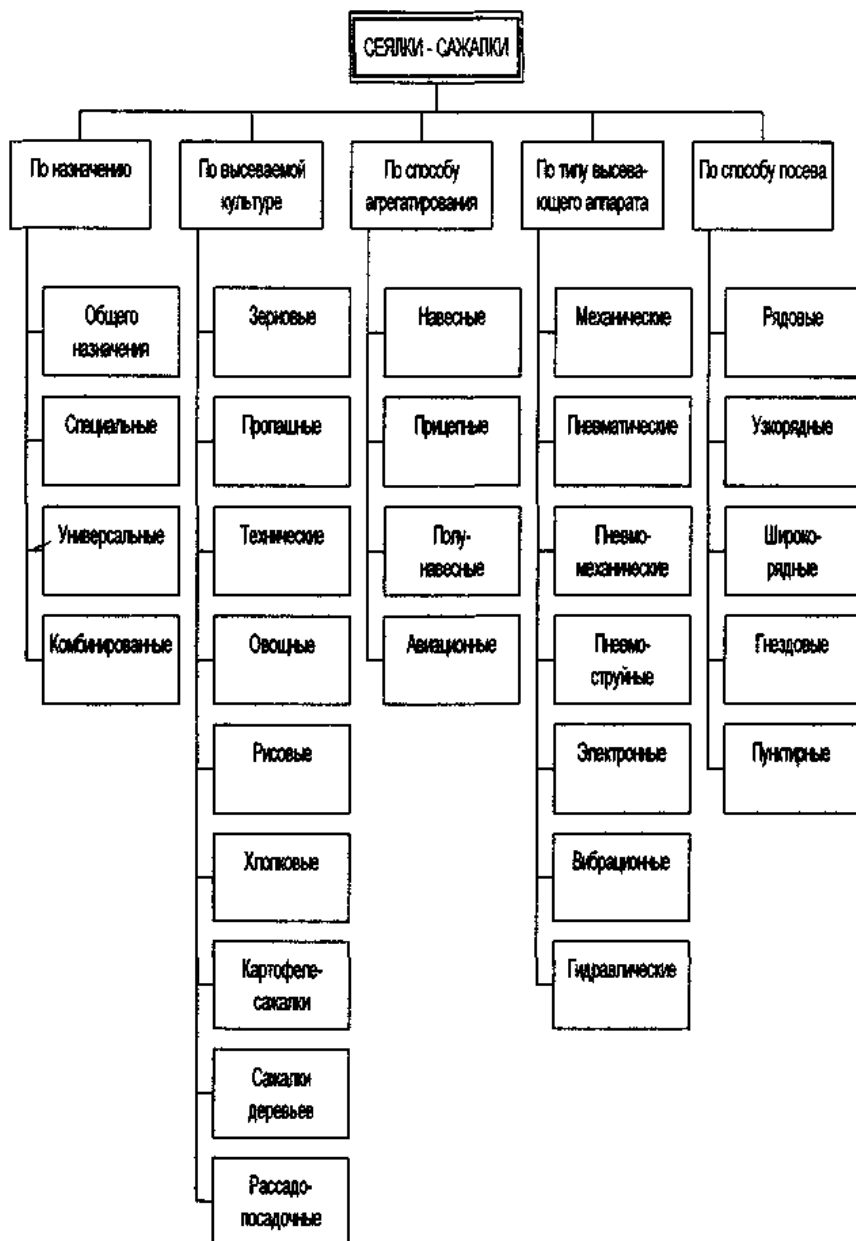 СЕЯЛКИ - САЖАЛКИ
По назначению
По высеваемой
культуре
По способу
агрегатирования
По типу высева-
ющего аппарата
По способу посева
Общего
назначения
Специальные
Универсальные
Комбинированные
Зерновые
Пропашные
Технические
Овощные
Рисовые
Хлопковые
Картофеле-
сажалки
Сажалки
деревьев
Рассадо-
посадочные
Навесные
Прицепные
Полу-
навесные
Авиационные
Механические
Пневматические
Пневмо-
механические
Пневмо-
струйные
Электронные
Вибрационные
Гидравлические
Рядовые
Узкорядные
Широко-
рядные
Гнездовые
Пунктирные